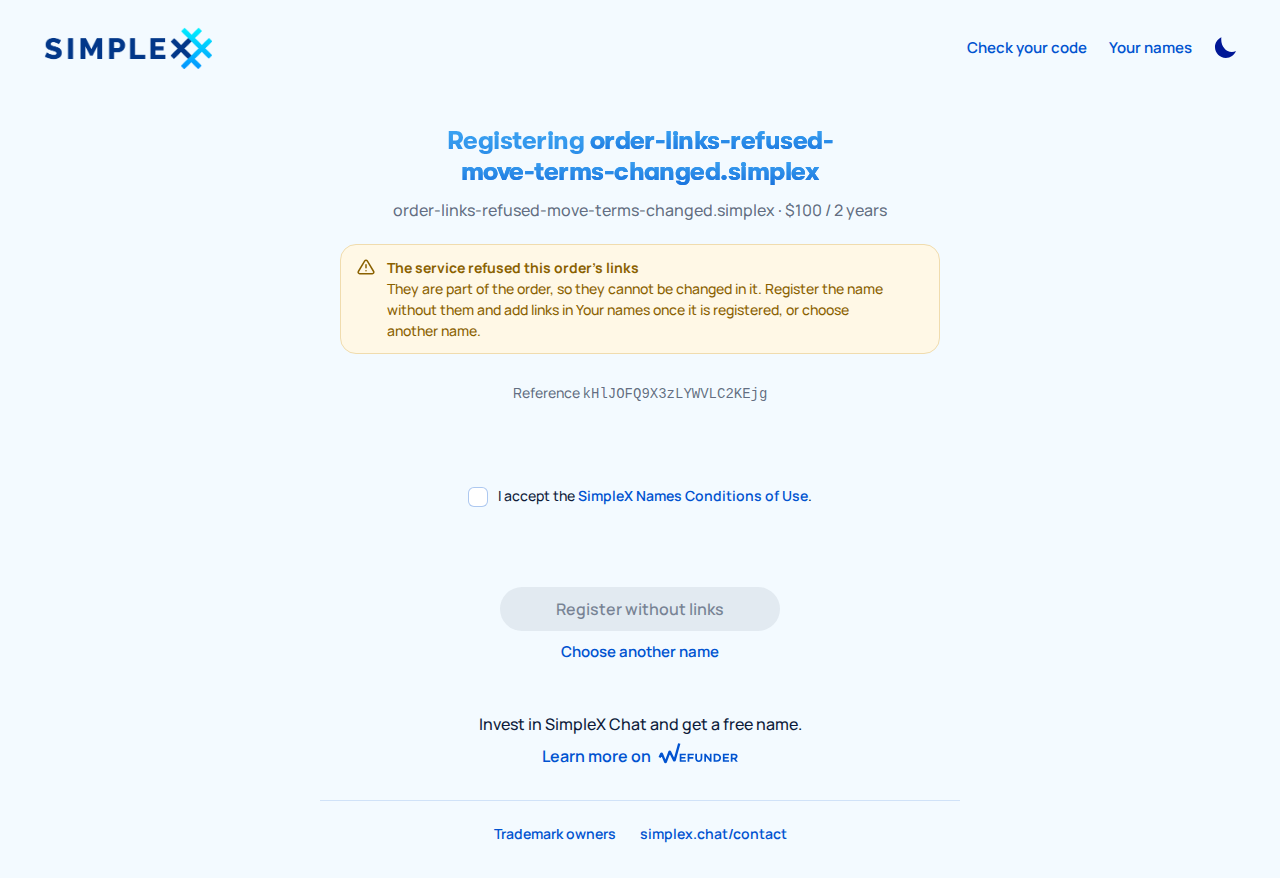 SIMPLEX
Check your code
Your names
Registering order-links-refused-
move-terms-changed.simplex
order-links-refused-move-terms-changed.simplex · $100 / 2 years
The service refused this order's links
They are part of the order, so they cannot be changed in it. Register the name
without them and add links in Your names once it is registered, or choose
another name.
Reference kHlJOFQ9X3zLYWVLC2KEjg
I accept the SimpleX Names Conditions of Use.
Register without links
Choose another name
Invest in SimpleX Chat and get a free name.
Learn more on WEFUNDER
Trademark owners
simplex.chat/contact